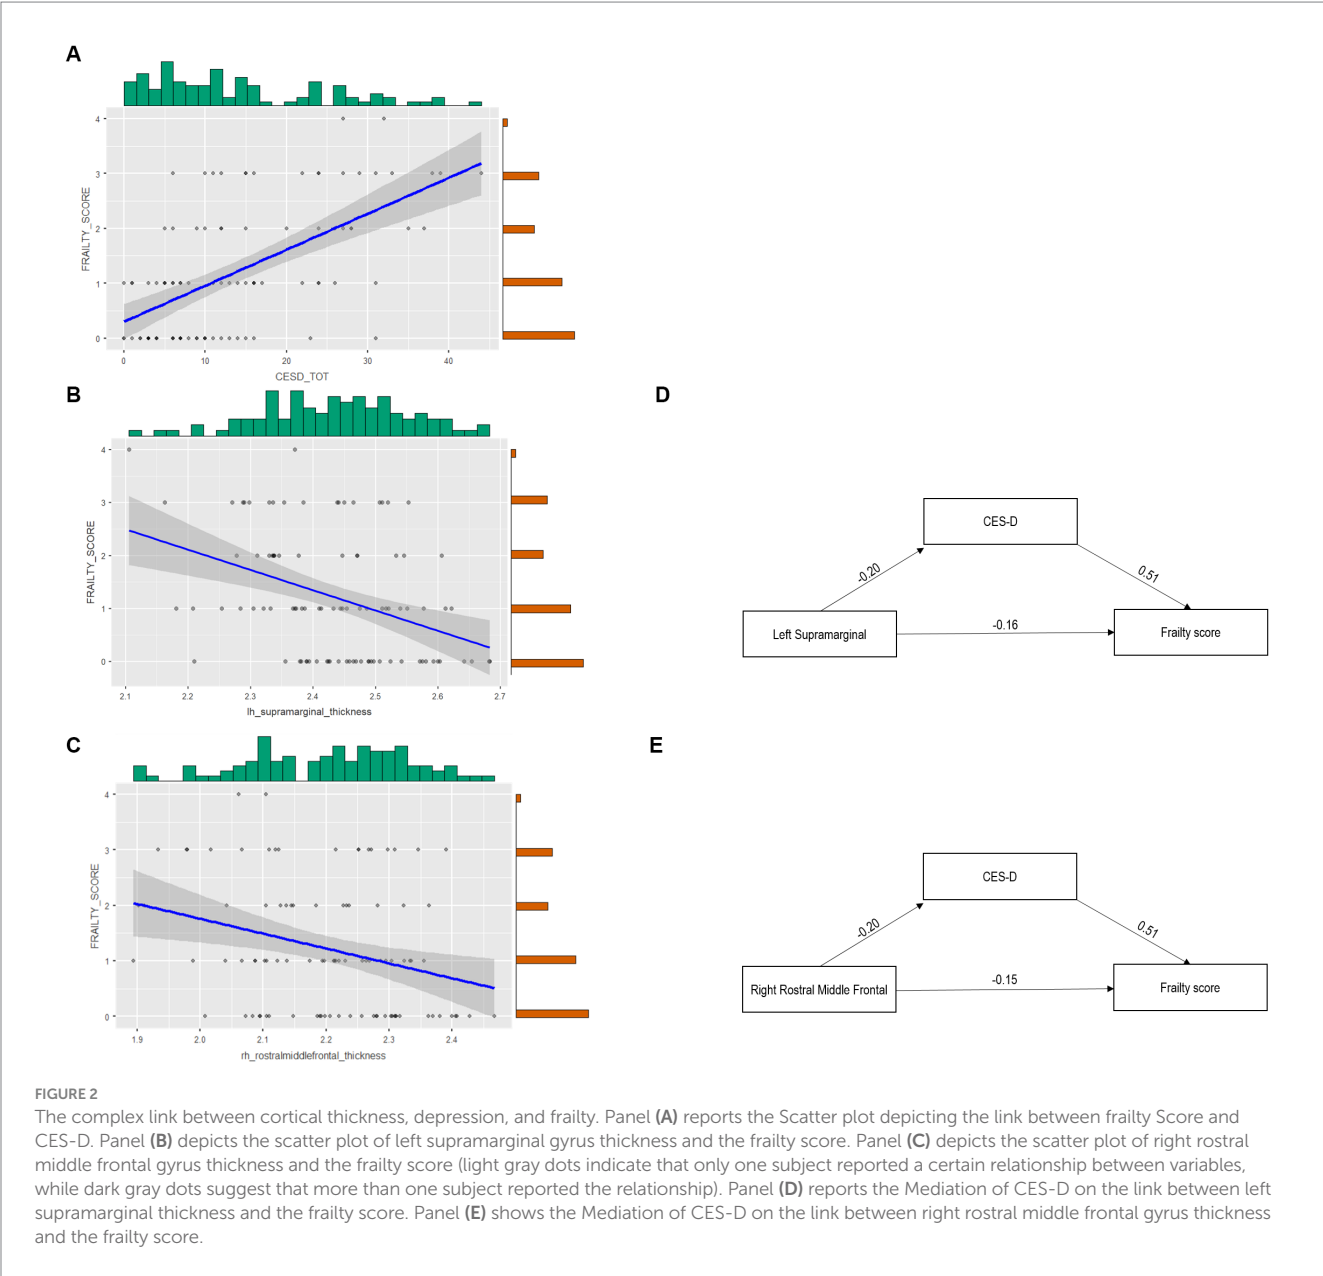 A
4
3
2
1
0
FRAILTY_SCORE
0 10 20 30 40
CESD_TOT
B
4
3
2
1
0
FRAILTY_SCORE
2.1 2.2 2.3 2.4 2.5 2.6 2.7
lh_supramarginal_thickness
D
CES-D
-0.20
0.51
Left Supramarginal
-0.16
Frailty score
C
4
3
2
1
0
FRAILTY_SCORE
1.9 2.0 2.1 2.2 2.3 2.4
rh_rostralmiddlefrontal_thickness
E
CES-D
-0.20
0.51
Right Rostral Middle Frontal
-0.15
Frailty score
FIGURE 2
The complex link between cortical thickness, depression, and frailty. Panel (A) reports the Scatter plot depicting the link between frailty Score and
CES-D. Panel (B) depicts the scatter plot of left supramarginal gyrus thickness and the frailty score. Panel (C) depicts the scatter plot of right rostral
middle frontal gyrus thickness and the frailty score (light gray dots indicate that only one subject reported a certain relationship between variables,
while dark gray dots suggest that more than one subject reported the relationship). Panel (D) reports the Mediation of CES-D on the link between left
supramarginal thickness and the frailty score. Panel (E) shows the Mediation of CES-D on the link between right rostral middle frontal gyrus thickness
and the frailty score.